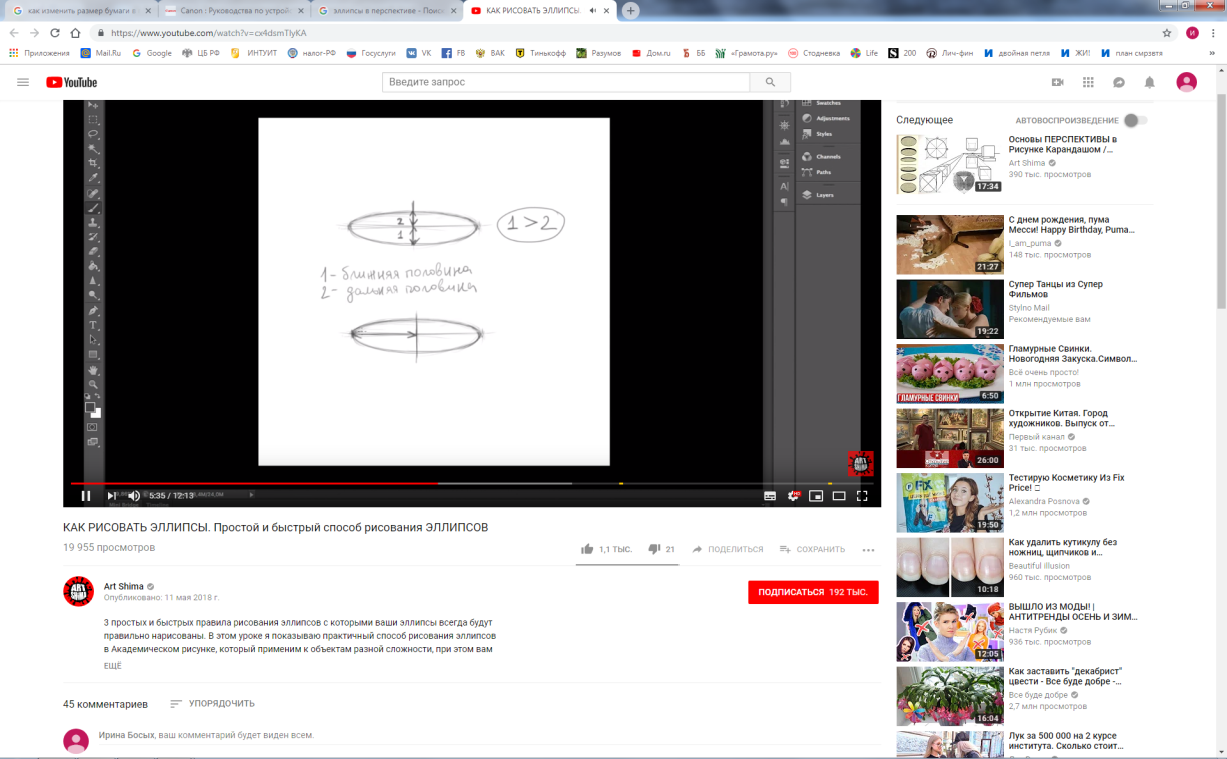 как изменить размер бумаги в
Canon : Руководства по устрой
эллипсы в перспективе - Поис
КАК РИСОВАТЬ ЭЛЛИПСЫ.
https://www.youtube.com/watch?v=cx4dsmTlyKA
Приложения Mail.Ru Google ЦБ РФ ИНТУИТ налог-РФ Госуслуги VK FB ВАК Тинькофф Разумов Дом.ru ББ «Грамота.ру» Стодневка Life 200 Лич-фин двойная петля ЖИ! план смрзвтя »
YouTube
Введите запрос
Swatches
Adjustments
Styles
Channels
Paths
Layers
2
1
1 > 2
1 - ближняя половина
2 - дальняя половина
ART SHIMA
5:35 / 12:13
HD
КАК РИСОВАТЬ ЭЛЛИПСЫ. Простой и быстрый способ рисования ЭЛЛИПСОВ
19 955 просмотров
1,1 ТЫС. 21 ПОДЕЛИТЬСЯ СОХРАНИТЬ
ART SHIMA
Art Shima
Опубликовано: 11 мая 2018 г.
ПОДПИСАТЬСЯ 192 ТЫС.
3 простых и быстрых правила рисования эллипсов с которыми ваши эллипсы всегда будут
правильно нарисованы. В этом уроке я показываю практичный способ рисования эллипсов
в Академическом рисунке, который применим к объектам разной сложности, при этом вам
ЕЩЁ
45 комментариев УПОРЯДОЧИТЬ
Ирина Босых, ваш комментарий будет виден всем.
Следующее АВТОВОСПРОИЗВЕДЕНИЕ
Основы ПЕРСПЕКТИВЫ в
Рисунке Карандашом /...
Art Shima
390 тыс. просмотров
17:34
С днем рождения, пума
Месси! Happy Birthday, Puma...
I_am_puma
148 тыс. просмотров
21:27
Супер Танцы из Супер
Фильмов
Stylno Mail
Рекомендуемые вам
19:22
Гламурные Свинки.
Новогодняя Закуска.Символ...
Всё очень просто!
1 млн просмотров
ГЛАМУРНЫЕ СВИНКИ
6:50
Открытие Китая. Город
художников. Выпуск от...
Первый канал
31 тыс. просмотров
26:00
Тестирую Косметику Из Fix
Price!
Alexandra Posnova
1,2 млн просмотров
FIX
19:50
Как удалить кутикулу без
ножниц, щипчиков и...
Beautiful illusion
960 тыс. просмотров
10:18
ВЫШЛО ИЗ МОДЫ! |
АНТИТРЕНДЫ ОСЕНЬ И ЗИМ...
Настя Рубик
936 тыс. просмотров
12:05
Как заставить "декабрист"
цвести - Все буде добре -...
Все буде добре
2,7 млн просмотров
16:04
Лук за 500 000 на 2 курсе
института. Сколько стоит...